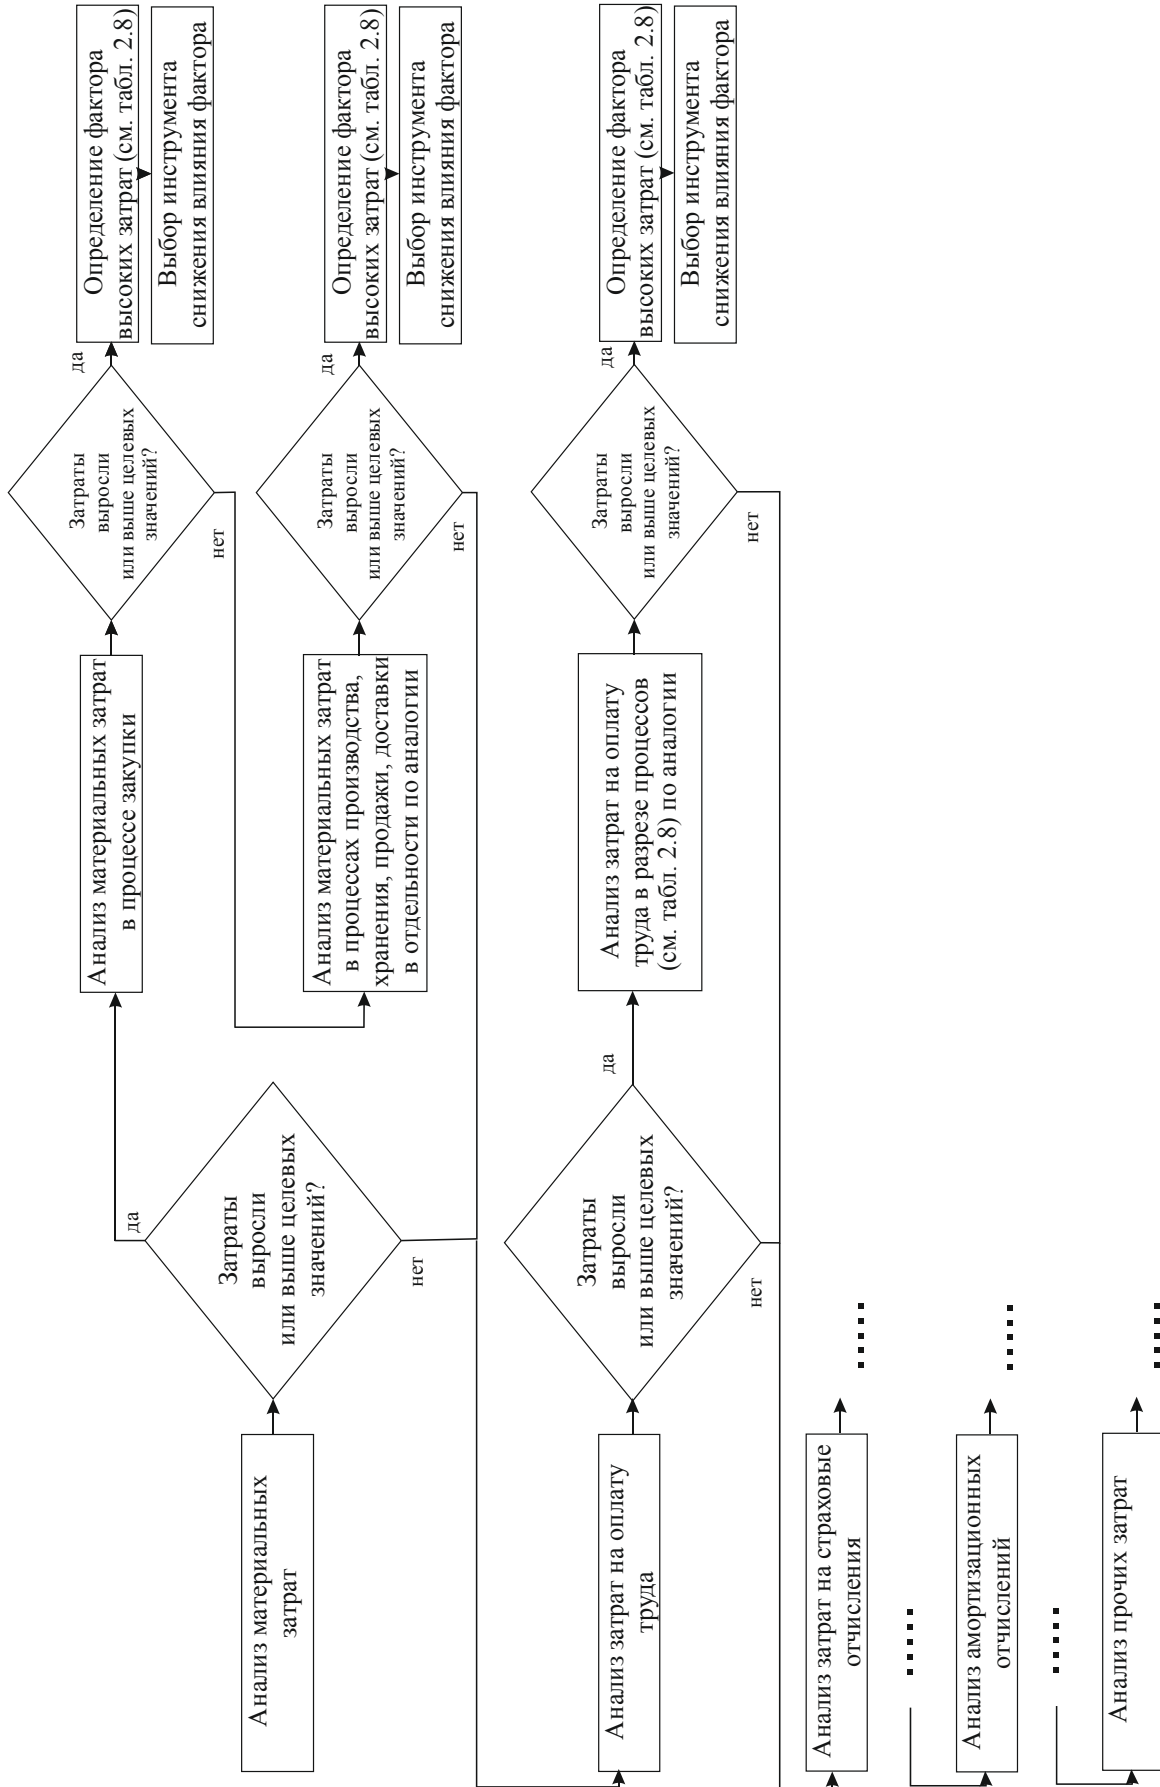 Анализ материальных
затрат
Затраты
выросли
или выше целевых
значений?
да
нет
Анализ материальных затрат
в процессе закупки
Затраты
выросли
или выше целевых
значений?
да
нет
Определение фактора
высоких затрат (см. табл. 2.8)
Выбор инструмента
снижения влияния фактора
Анализ материальных затрат
в процессах производства,
хранения, продажи, доставки
в отдельности по аналогии
Затраты
выросли
или выше целевых
значений?
да
нет
Определение фактора
высоких затрат (см. табл. 2.8)
Выбор инструмента
снижения влияния фактора
Анализ затрат на оплату
труда
Затраты
выросли
или выше целевых
значений?
да
нет
Анализ затрат на оплату
труда в разрезе процессов
(см. табл. 2.8) по аналогии
Затраты
выросли
или выше целевых
значений?
да
нет
Определение фактора
высоких затрат (см. табл. 2.8)
Выбор инструмента
снижения влияния фактора
Анализ затрат на страховые
отчисления
Анализ амортизационных
отчислений
Анализ прочих затрат